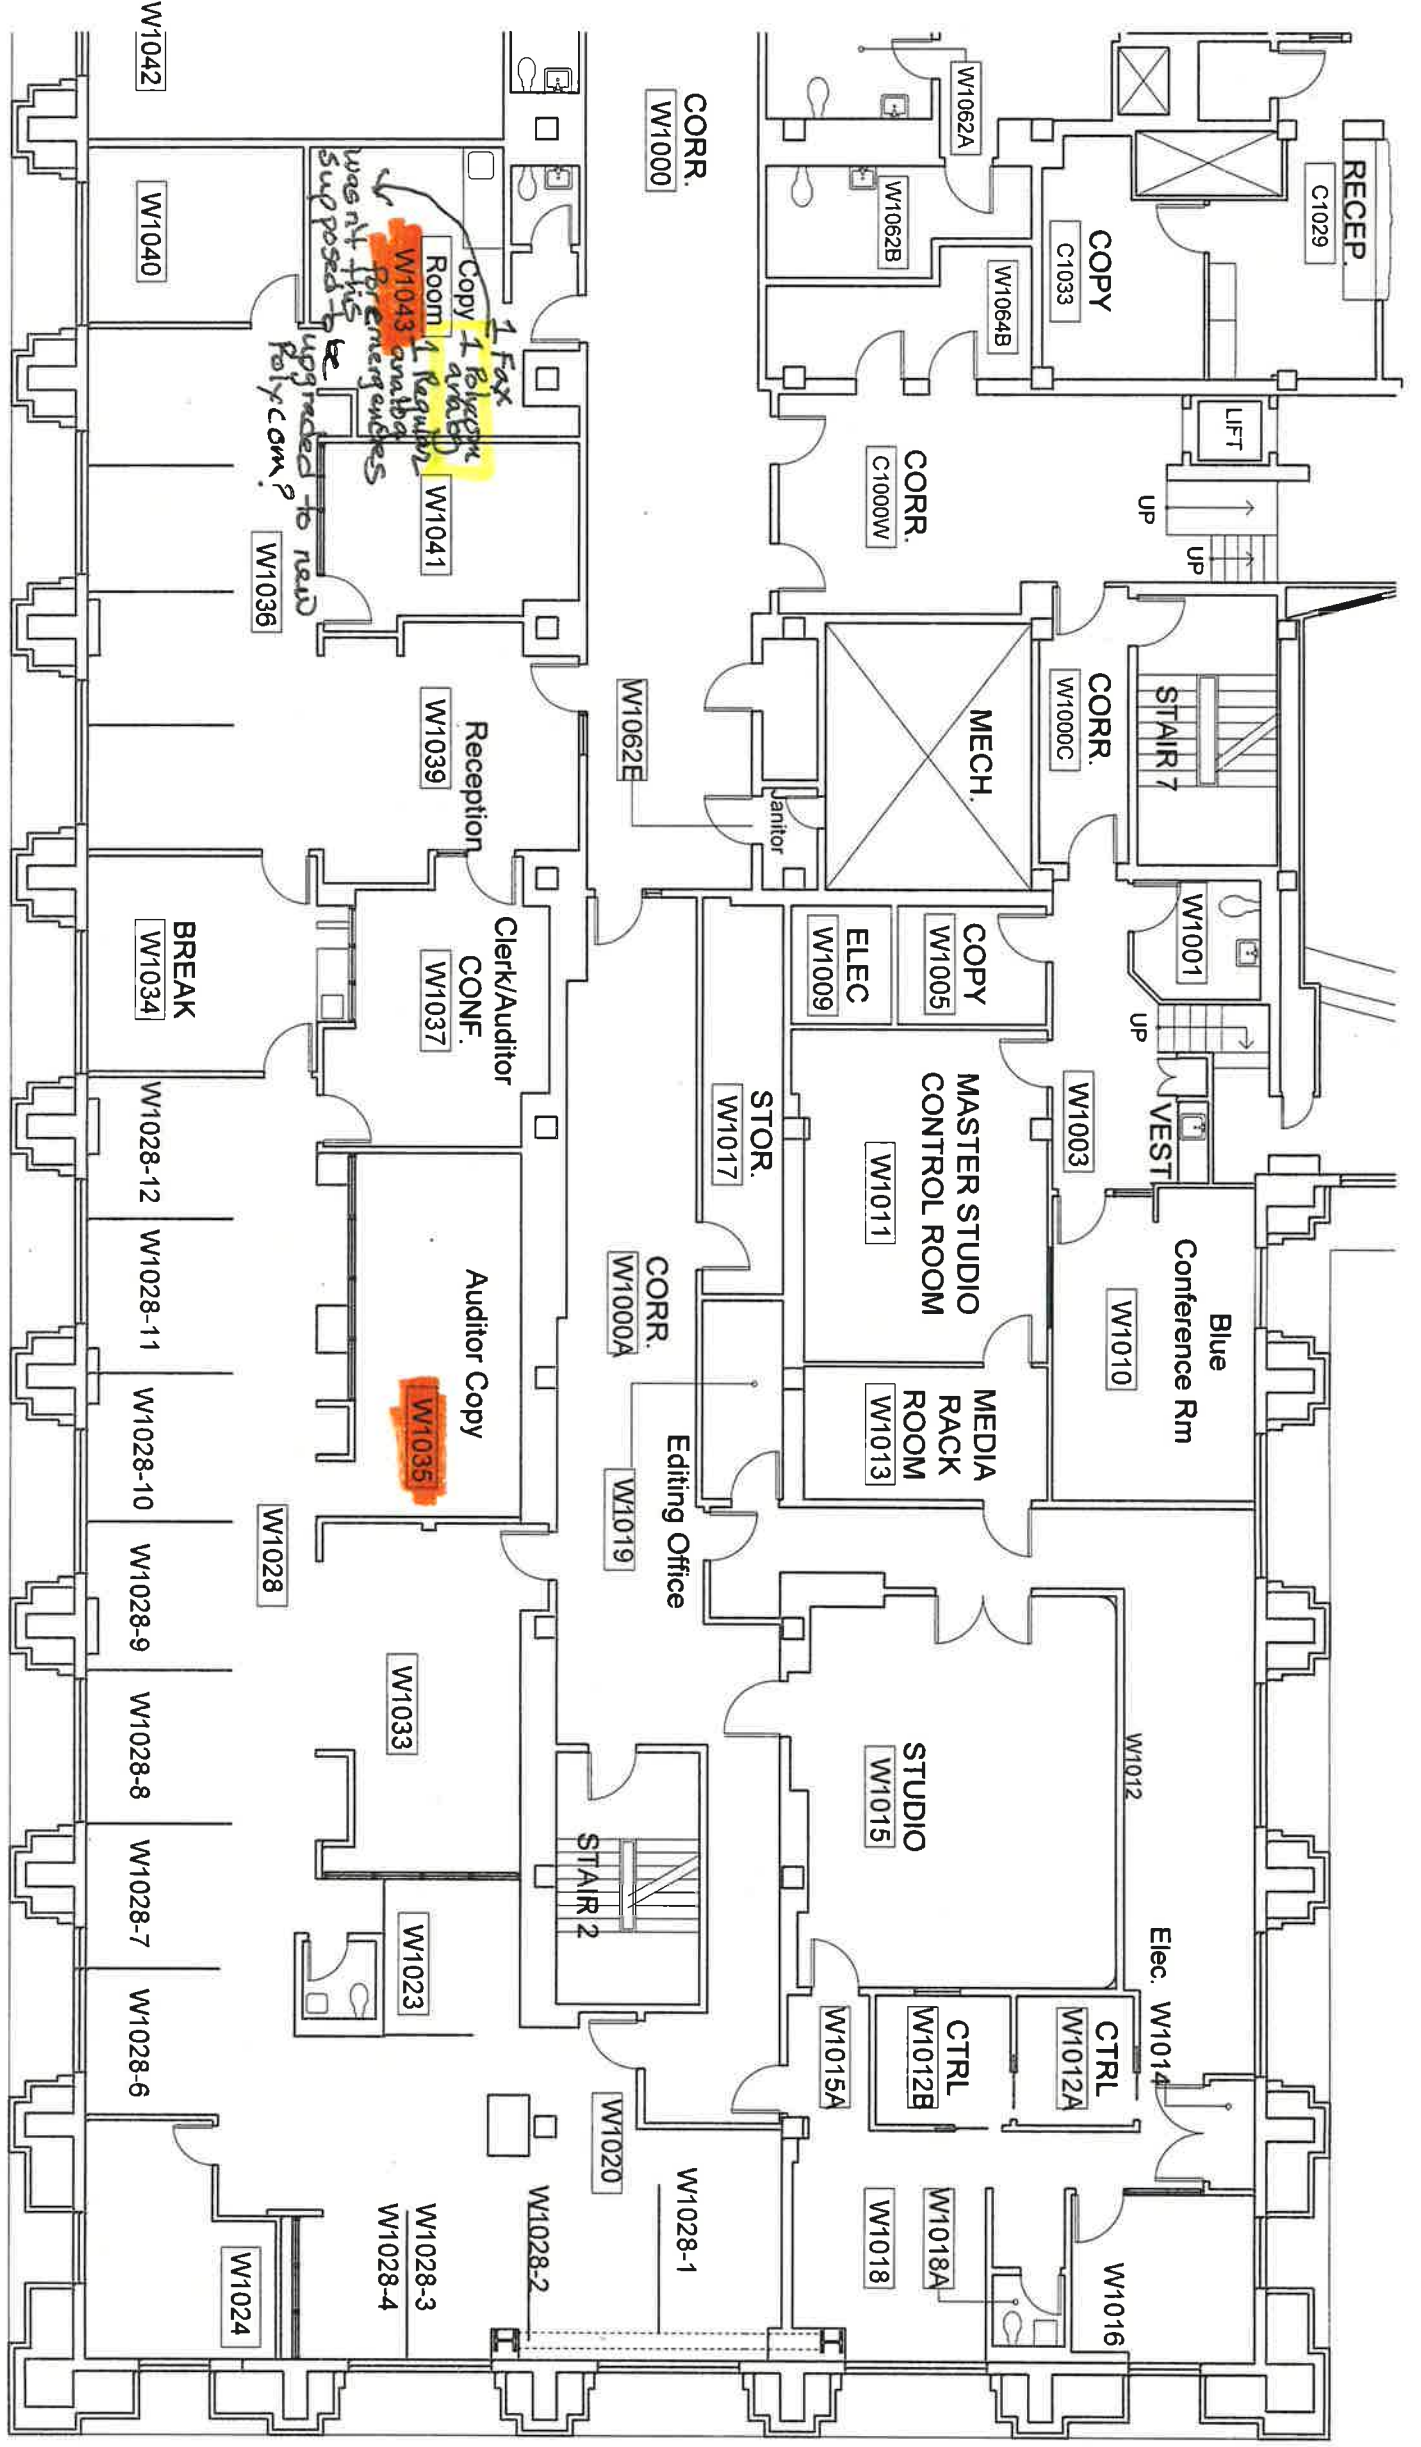 RECEP.
C1029
LIFT
STAIR 7
W1001
UP
UP
UP
VEST
Blue
Conference Rm
W1010
COPY
C1033
CORR.
W1000C
W1003
W1012
Elec. W1014
CTRL
W1012A
W1016
W1062A
W1064B
W1062B
CORR.
C1000W
MECH.
COPY
W1005
ELEC
W1009
MASTER STUDIO
CONTROL ROOM
W1011
MEDIA
RACK
ROOM
W1013
STUDIO
W1015
CTRL
W1012B
W1015A
W1018A
W1018
Janitor
STOR.
W1017
CORR.
W1000
W1062E
CORR.
W1000A
Editing Office
W1019
STAIR 2
W1020
W1028-1
W1028-2
W1028-3
W1028-4
Copy
Room
W1043
1 Fax
1 Polycom
analog
1 Regular
analog
for emergencies
wasn't this
supposed to be
upgraded to new
Polycom?
W1041
Reception
W1039
Clerk/Auditor
CONF.
W1037
Auditor Copy
W1035
W1033
W1023
W1036
W1028
W1024
W1042
W1040
BREAK
W1034
W1028-12
W1028-11
W1028-10
W1028-9
W1028-8
W1028-7
W1028-6